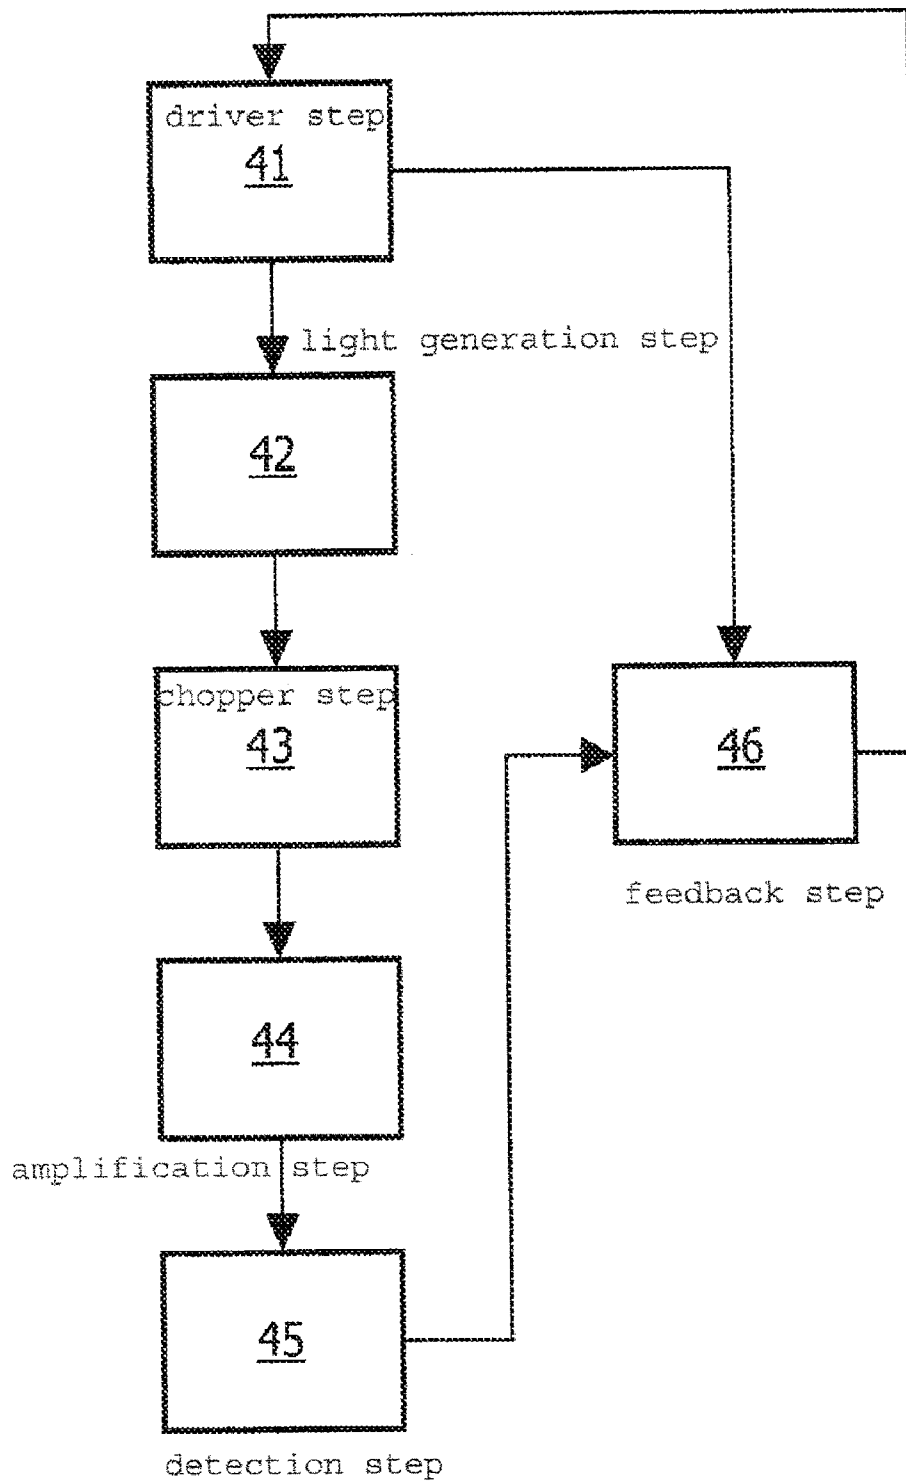 driver step
41
light generation step
42
chopper step
43
46
feedback step
44
amplification step
45
detection step